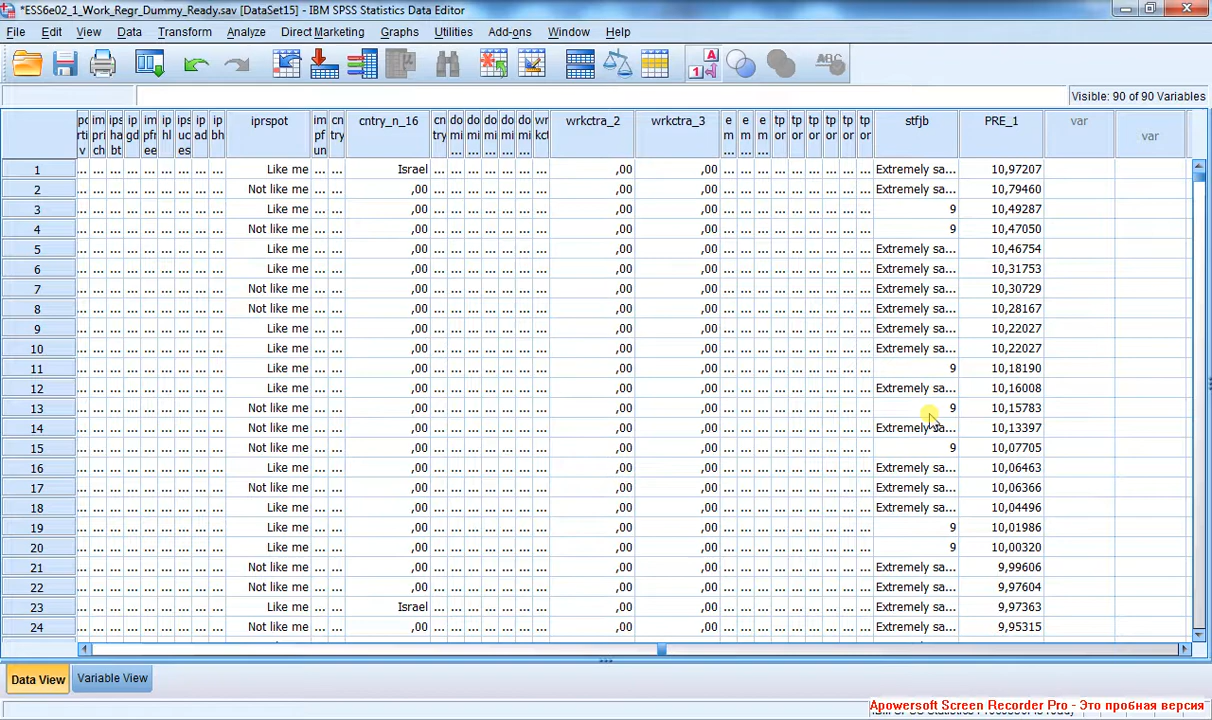 *ESS6e02_1_Work_Regr_Dummy_Ready.sav [DataSet15] - IBM SPSS Statistics Data Editor
File Edit View Data Transform Analyze Direct Marketing Graphs Utilities Add-ons Window Help
Visible: 90 of 90 Variables
iprspot cntry_n_16 wrkctra_2 wrkctra_3 stfjb PRE_1 var var
1 Like me Israel ,00 ,00 Extremely sa... 10,97207
2 Not like me ,00 ,00 ,00 Extremely sa... 10,79460
3 Like me ,00 ,00 ,00 9 10,49287
4 Not like me ,00 ,00 ,00 9 10,47050
5 Like me ,00 ,00 ,00 Extremely sa... 10,46754
6 Like me ,00 ,00 ,00 Extremely sa... 10,31753
7 Not like me ,00 ,00 ,00 Extremely sa... 10,30729
8 Not like me ,00 ,00 ,00 Extremely sa... 10,28167
9 Like me ,00 ,00 ,00 Extremely sa... 10,22027
10 Like me ,00 ,00 ,00 Extremely sa... 10,22027
11 Like me ,00 ,00 ,00 9 10,18190
12 Like me ,00 ,00 ,00 Extremely sa... 10,16008
13 Not like me ,00 ,00 ,00 9 10,15783
14 Not like me ,00 ,00 ,00 Extremely sa... 10,13397
15 Not like me ,00 ,00 ,00 9 10,07705
16 Like me ,00 ,00 ,00 Extremely sa... 10,06463
17 Not like me ,00 ,00 ,00 Extremely sa... 10,06366
18 Like me ,00 ,00 ,00 Extremely sa... 10,04496
19 Like me ,00 ,00 ,00 9 10,01986
20 Like me ,00 ,00 ,00 9 10,00320
21 Not like me ,00 ,00 ,00 Extremely sa... 9,99606
22 Not like me ,00 ,00 ,00 Extremely sa... 9,97604
23 Like me Israel ,00 ,00 Extremely sa... 9,97363
24 Not like me ,00 ,00 ,00 Extremely sa... 9,95315
Data View Variable View
Apowersoft Screen Recorder Pro - Это пробная версия